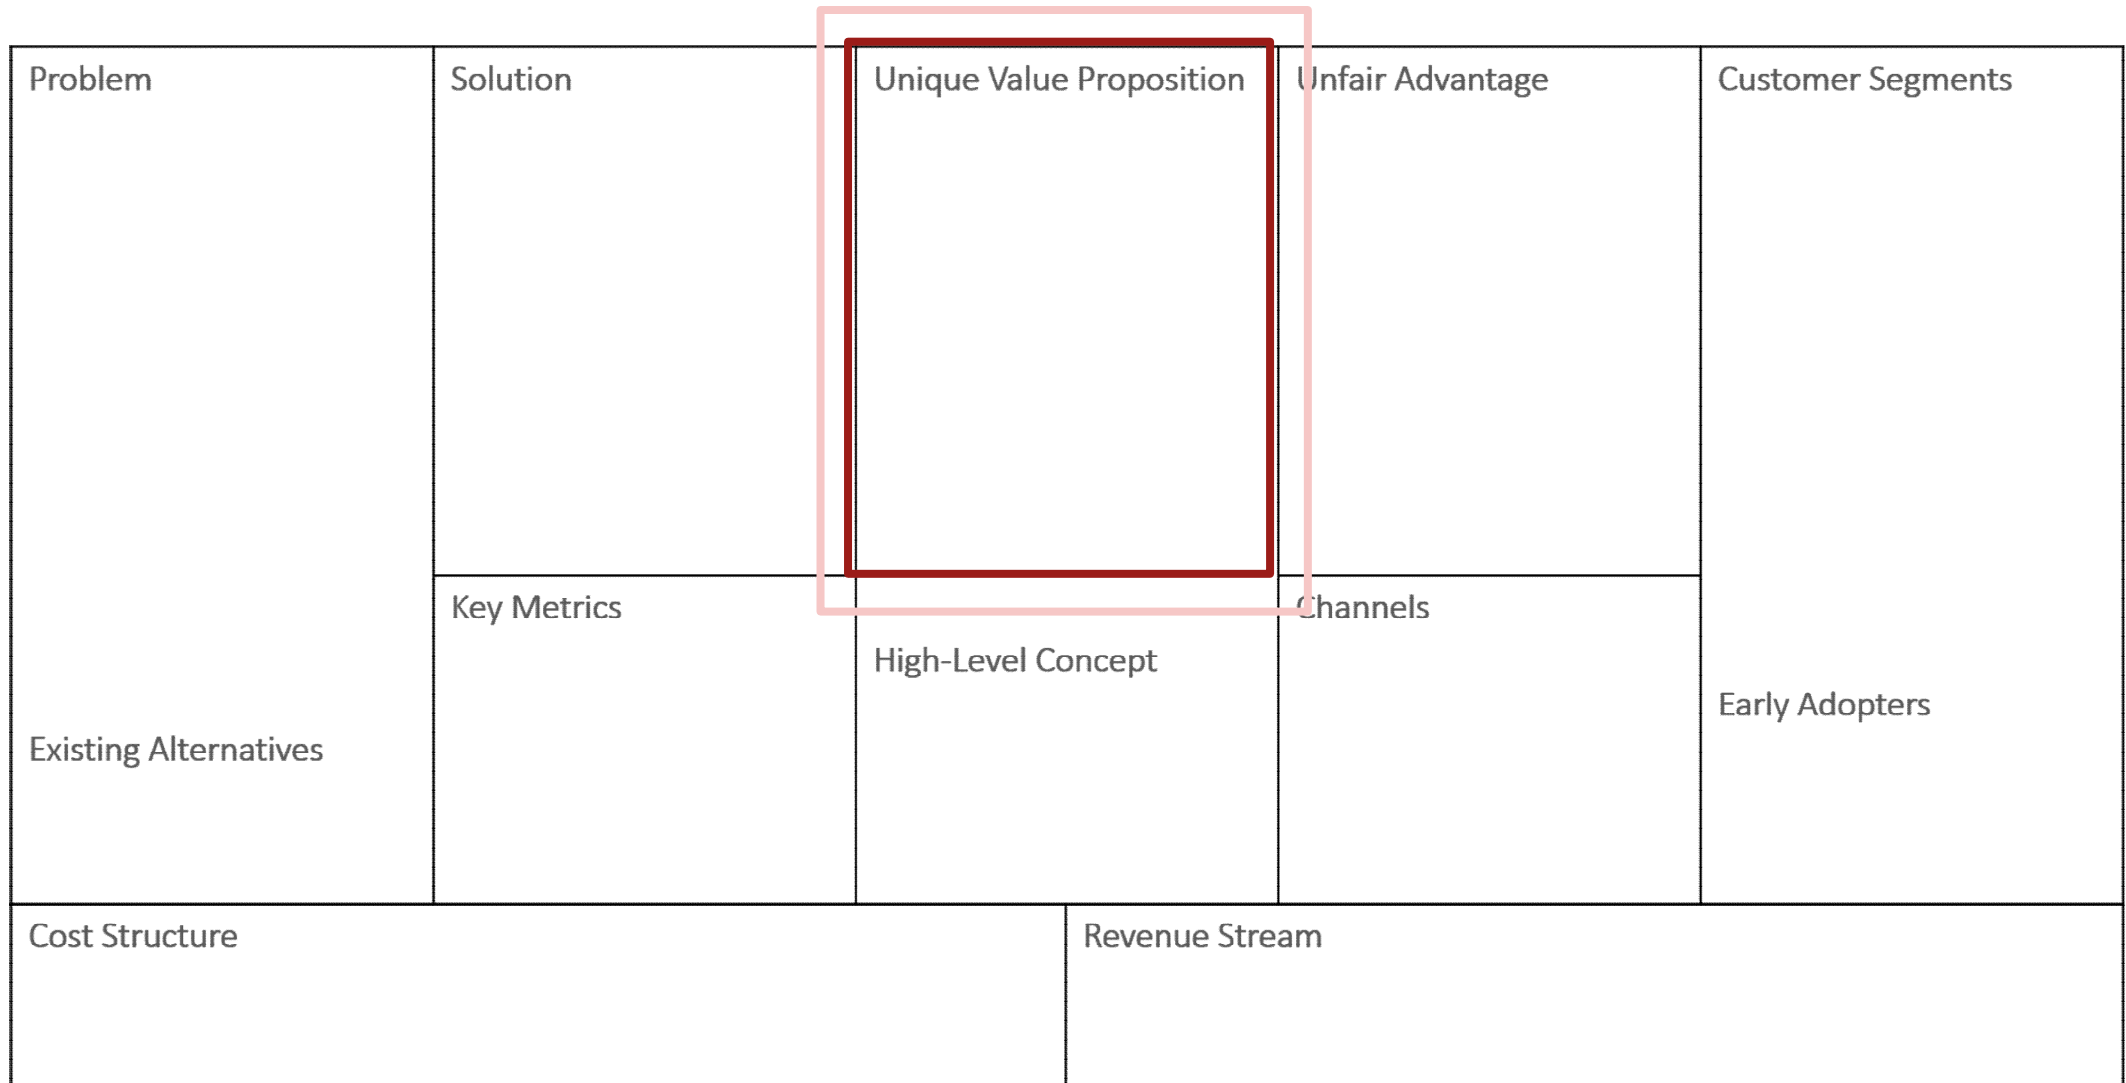 Problem
Solution
Unique Value Proposition
Unfair Advantage
Customer Segments
Key Metrics
Channels
High-Level Concept
Early Adopters
Existing Alternatives
Cost Structure
Revenue Stream